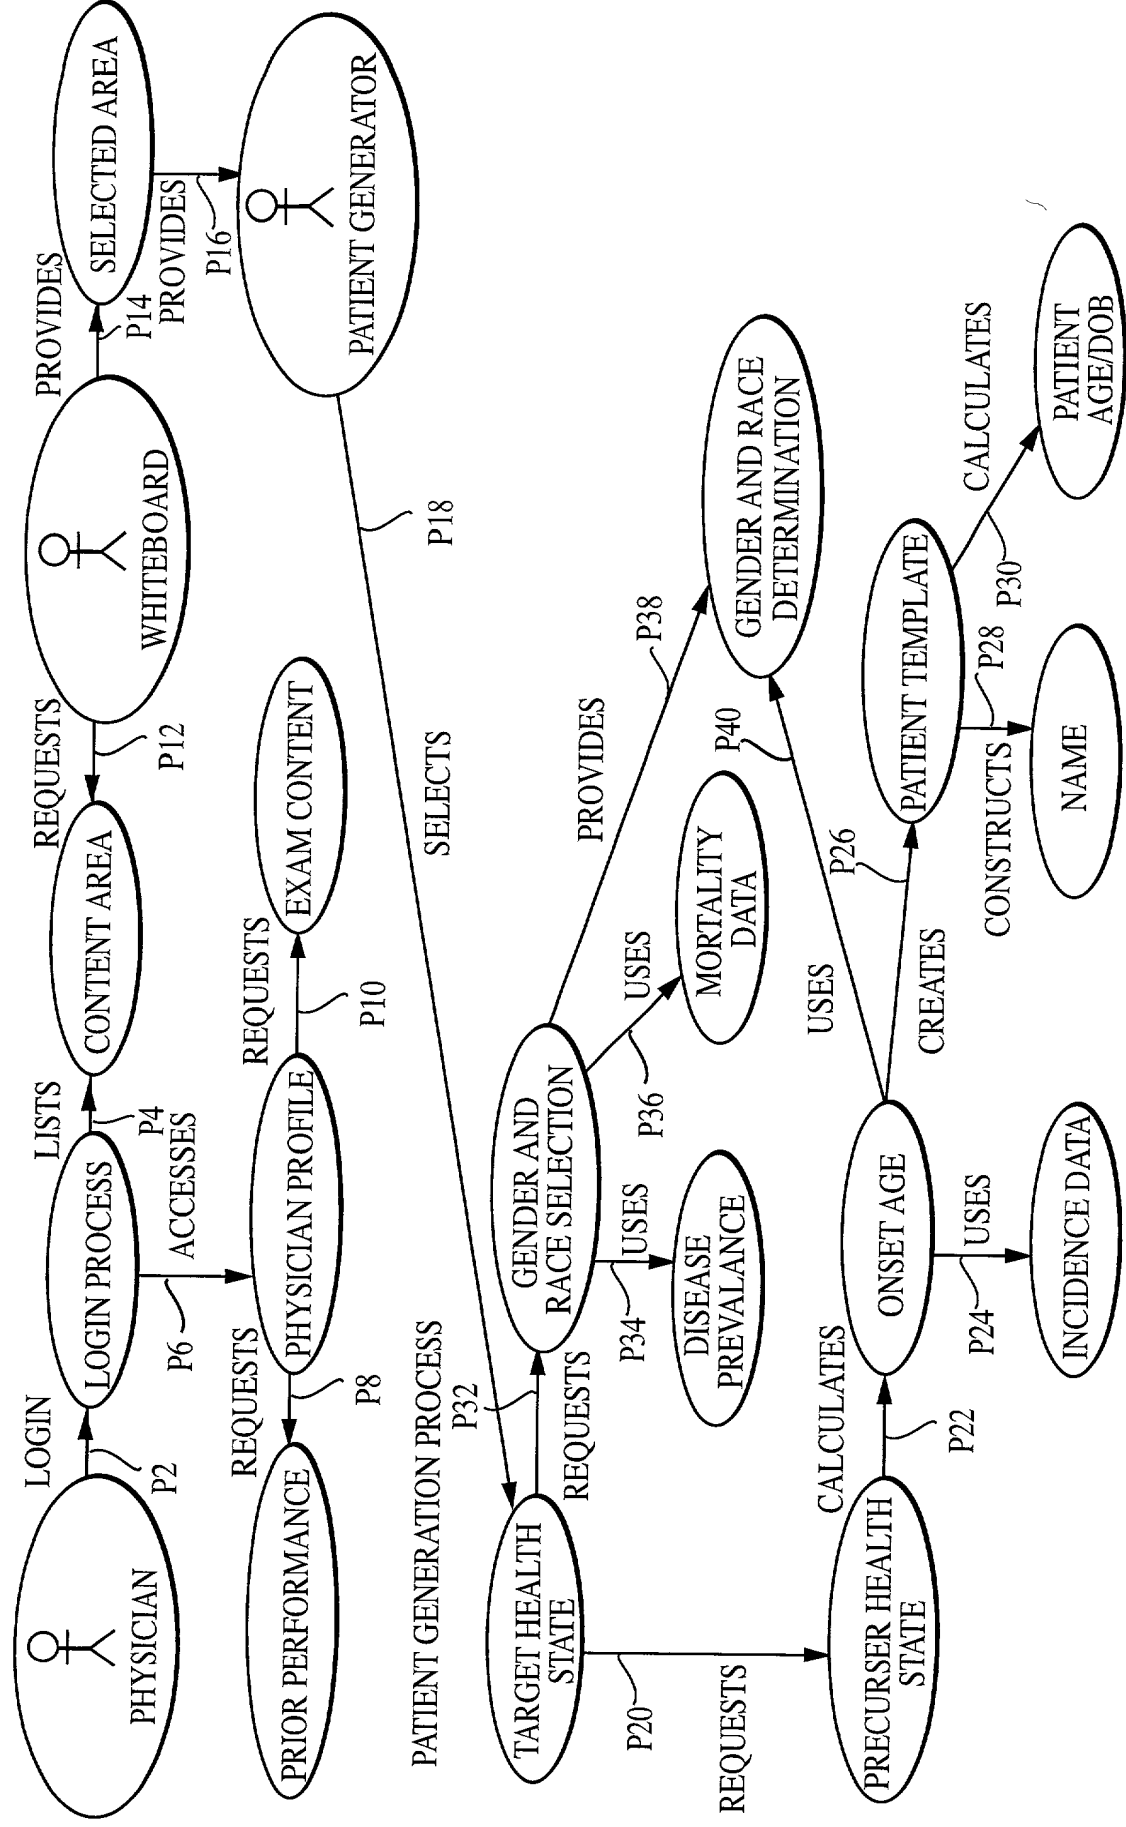 LOGIN
LISTS
REQUESTS
PROVIDES
PHYSICIAN
P2
LOGIN PROCESS
P4
CONTENT AREA
P12
WHITEBOARD
P14
SELECTED AREA
P6
ACCESSES
PROVIDES
P16
REQUESTS
REQUESTS
PRIOR PERFORMANCE
P8
PHYSICIAN PROFILE
P10
EXAM CONTENT
PATIENT GENERATOR
PATIENT GENERATION PROCESS
SELECTS
P18
P32
TARGET HEALTH
STATE
REQUESTS
GENDER AND
RACE SELECTION
PROVIDES
P38
P34
USES
P36
USES
DISEASE
PREVALANCE
MORTALITY
DATA
P40
GENDER AND RACE
DETERMINATION
P20
REQUESTS
CALCULATES
USES
P26
PRECURSER HEALTH
STATE
P22
ONSET AGE
CREATES
PATIENT TEMPLATE
CALCULATES
P24
USES
CONSTRUCTS
P28
P30
INCIDENCE DATA
NAME
PATIENT
AGE/DOB